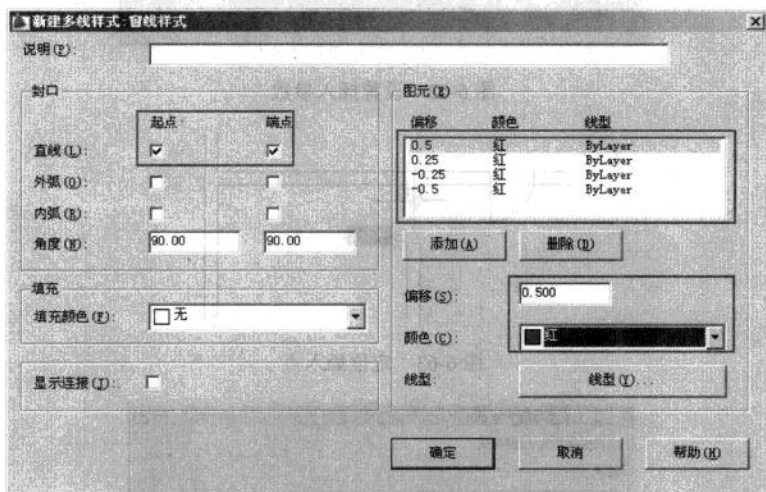 新建多线样式:窗线样式
说明(P):
封口
起点 端点
直线(L):
外弧(O):
内弧(R):
角度(N): 90.00 90.00
填充
填充颜色(F): 无
显示连接(J):
图元(E)
偏移 颜色 线型
0.5 红 ByLayer
0.25 红 ByLayer
-0.25 红 ByLayer
-0.5 红 ByLayer
添加(A) 删除(D)
偏移(S): 0.500
颜色(C): 红
线型: 线型(Y)...
确定 取消 帮助(H)